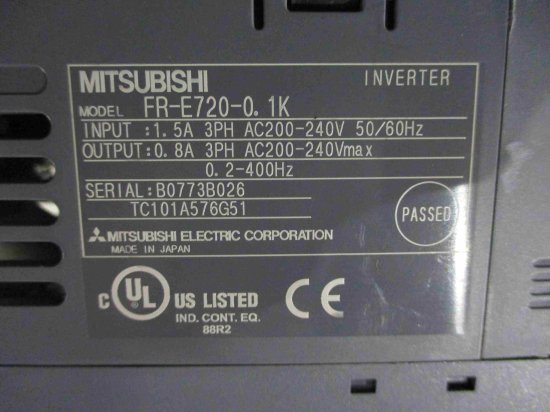 MITSUBISHI INVERTER
MODEL FR-E720-0.1K
INPUT :1.5A 3PH AC200-240V 50/60Hz
OUTPUT:0.8A 3PH AC200-240Vmax
0.2-400Hz
SERIAL:B0773B026
TC101A576G51
PASSED
MITSUBISHI ELECTRIC CORPORATION
MADE IN JAPAN
C UL US LISTED CE
IND. CONT. EQ.
88R2